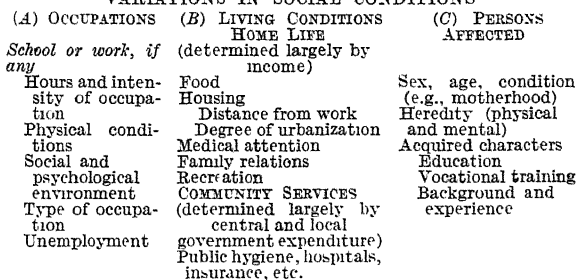 VARIATIONS IN SOCIAL CONDITIONS
(A) OCCUPATIONS
School or work, if
any
Hours and inten-
sity of occupa-
tion
Physical condi-
tions
Social and
psychological
environment
Type of occupa-
tion
Unemployment
(B) LIVING CONDITIONS
HOME LIFE
(determined largely by
income)
Food
Housing
Distance from work
Degree of urbanization
Medical attention
Family relations
Recreation
COMMUNITY SERVICES
(determined largely by
central and local
government expenditure)
Public hygiene, hospitals,
insurance, etc.
(C) PERSONS
AFFECTED
Sex, age, condition
(e.g., motherhood)
Heredity (physical
and mental)
Acquired characters
Education
Vocational training
Background and
experience